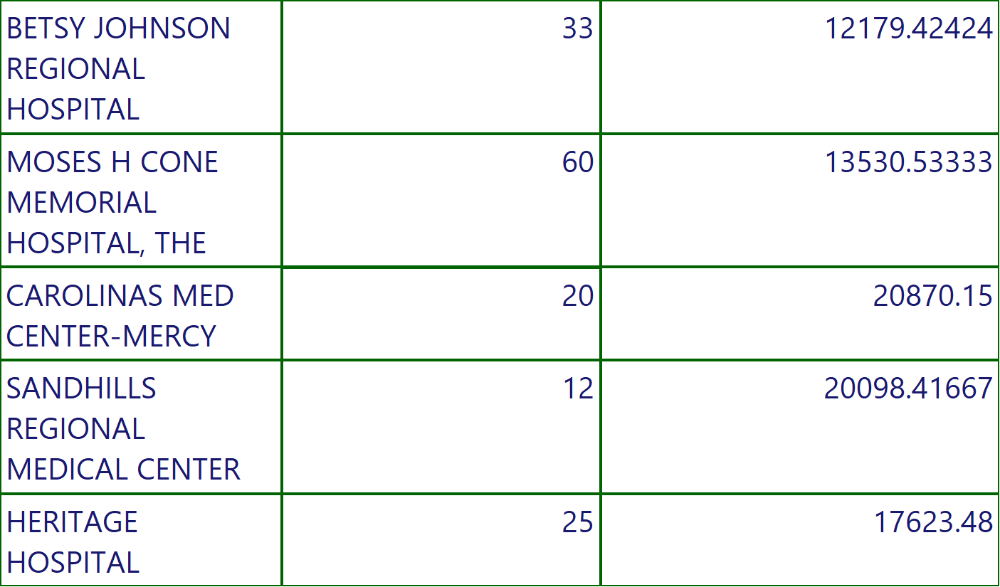 BETSY JOHNSON 33 12179.42424
REGIONAL
HOSPITAL
MOSES H CONE 60 13530.53333
MEMORIAL
HOSPITAL, THE
CAROLINAS MED 20 20870.15
CENTER-MERCY
SANDHILLS 12 20098.41667
REGIONAL
MEDICAL CENTER
HERITAGE 25 17623.48
HOSPITAL